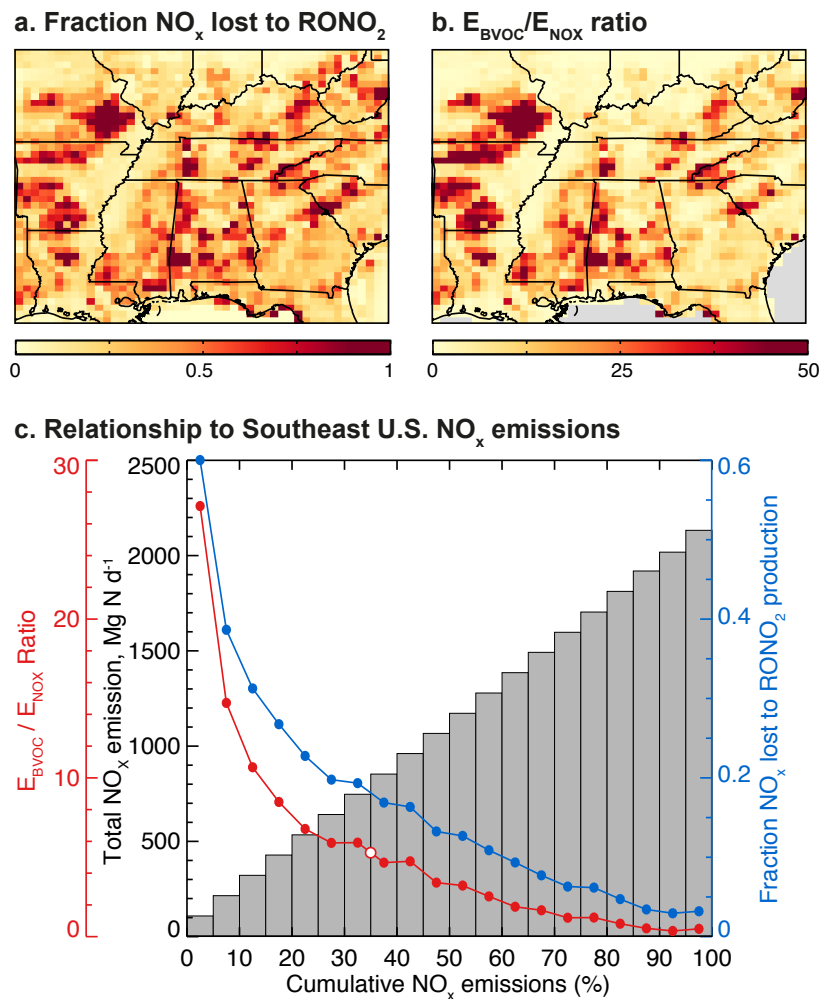 a. Fraction NOx lost to RONO2
b. EBVOC/ENOX ratio
0 0.5 1
0 25 50
c. Relationship to Southeast U.S. NOx emissions
30
20
10
0
EBVOC / ENOX Ratio
2500
2000
1500
1000
500
0
Total NOX emission, Mg N d-1
0.6
0.4
0.2
0
Fraction NOx lost to RONO2 production
0 10 20 30 40 50 60 70 80 90 100
Cumulative NOx emissions (%)